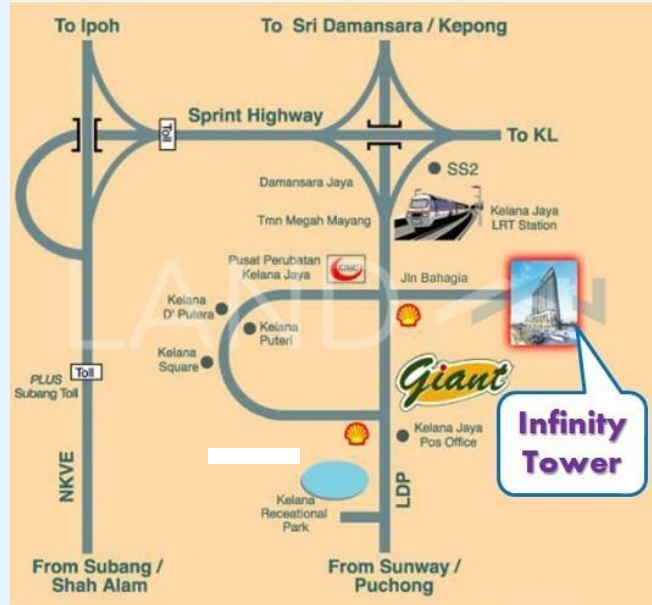 To Ipoh
To Sri Damansara / Kepong
Sprint Highway
Toll
To KL
SS2
Damansara Jaya
Tmn Megah Mayang
Kelana Jaya
LRT Station
Pusat Perubatan
Kelana Jaya
Jln Bahagia
LAND
Kelana
D' Putera
Kelana
Puteri
Kelana
Square
Giant
PLUS
Subang Toll
Toll
Infinity
Tower
Kelana Jaya
Pos Office
NKVE
LDP
Kelana
Receational
Park
From Subang /
Shah Alam
From Sunway /
Puchong